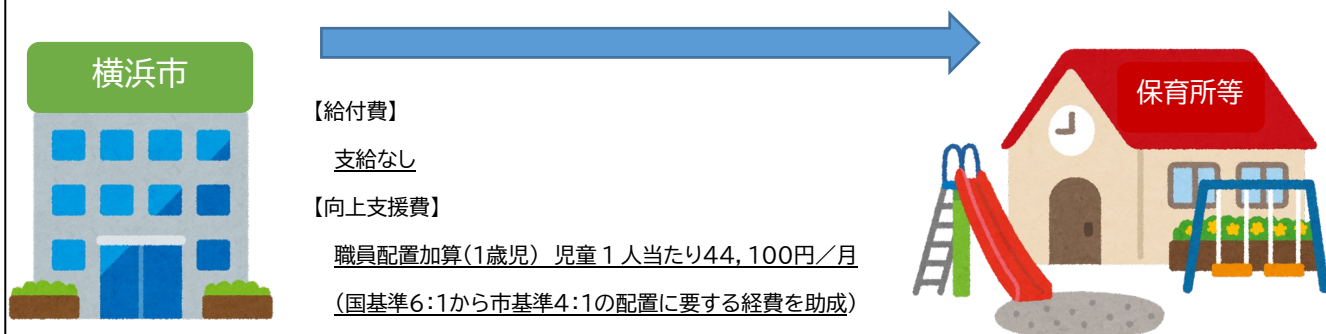 横浜市
保育所等
【給付費】
支給なし
【向上支援費】
職員配置加算(1歳児) 児童１人当たり44,100円／月
(国基準6:1から市基準4:1の配置に要する経費を助成)